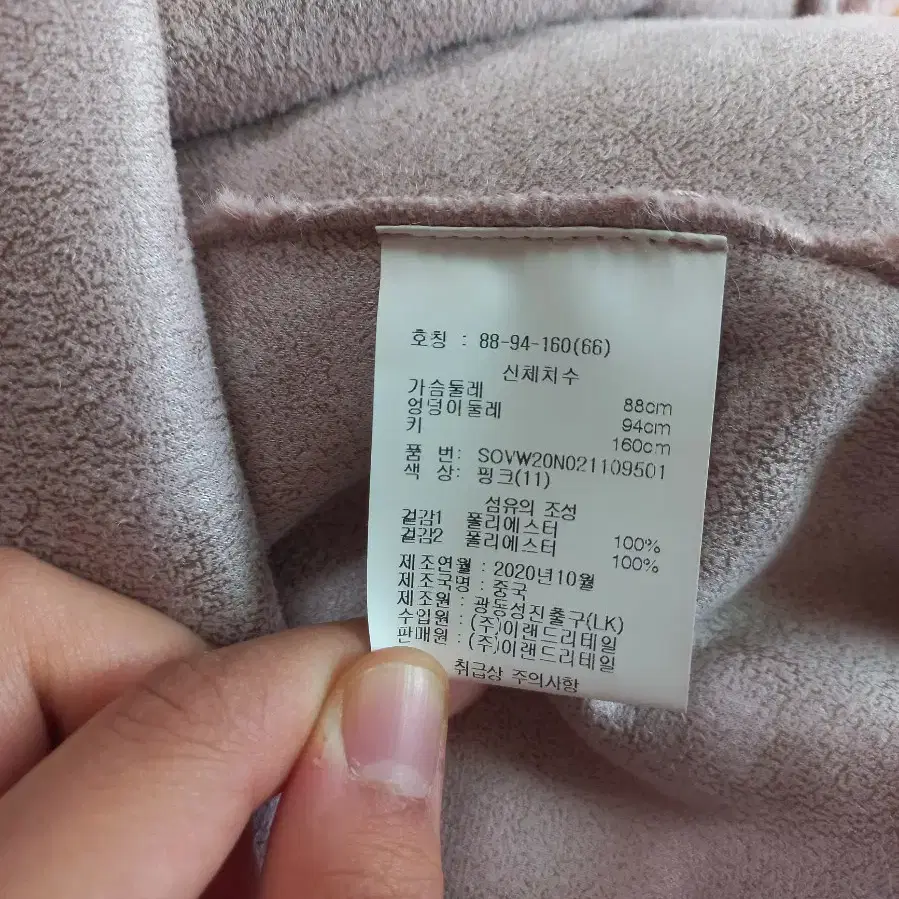 호칭 : 88-94-160(66)
신체치수
가슴둘레 88cm
엉덩이둘레 94cm
키 160cm
품 번: SOVW20N021109501
색 상: 핑크(11)
섬유의 조성
겉감1 폴리에스터 100%
겉감2 폴리에스터 100%
제조연월 : 2020년10월
제조국명 : 중국
제조원 : 광동성진출구(LK)
수입원 : (주)이랜드리테일
판매원 : (주)이랜드리테일
취급상 주의사항